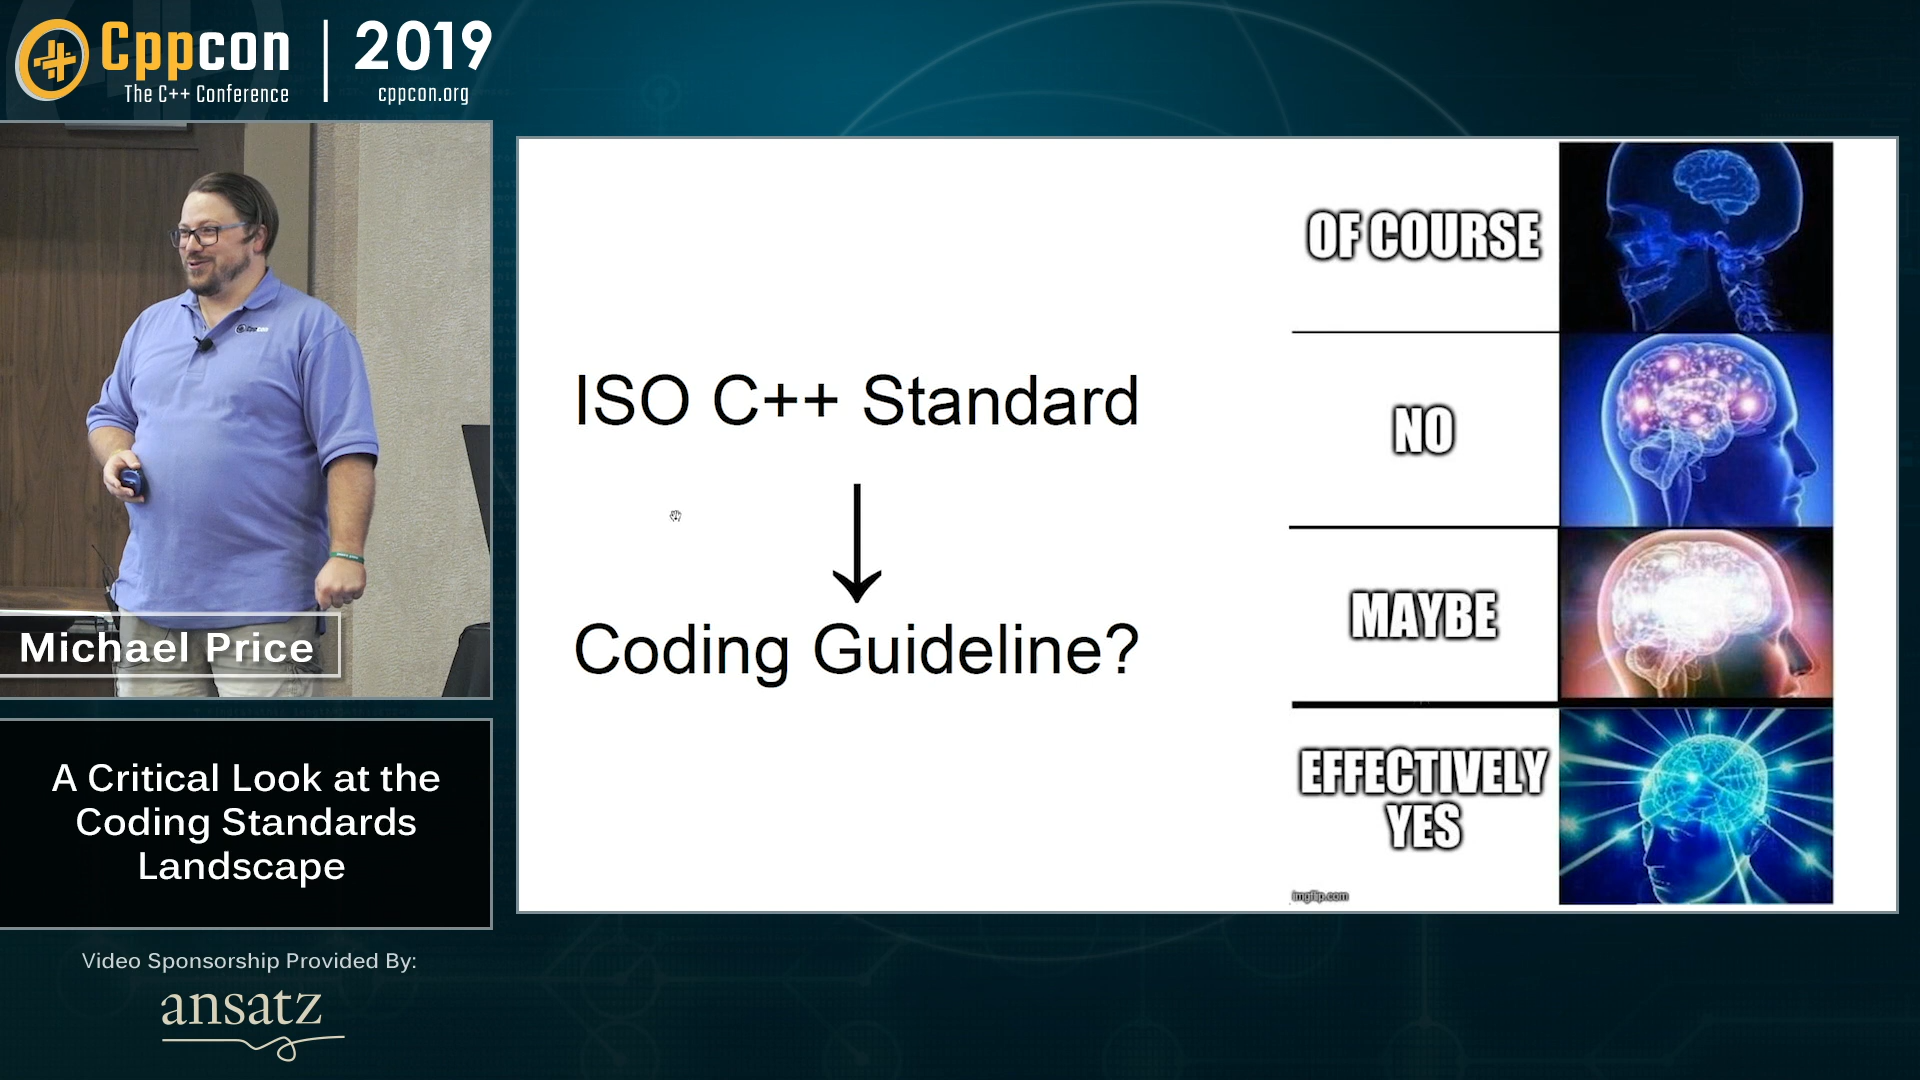 Cppcon
The C++ Conference
2019
cppcon.org
Michael Price
A Critical Look at the
Coding Standards
Landscape
Video Sponsorship Provided By:
ansatz
ISO C++ Standard
Coding Guideline?
OF COURSE
NO
MAYBE
EFFECTIVELY
YES
imgflip.com